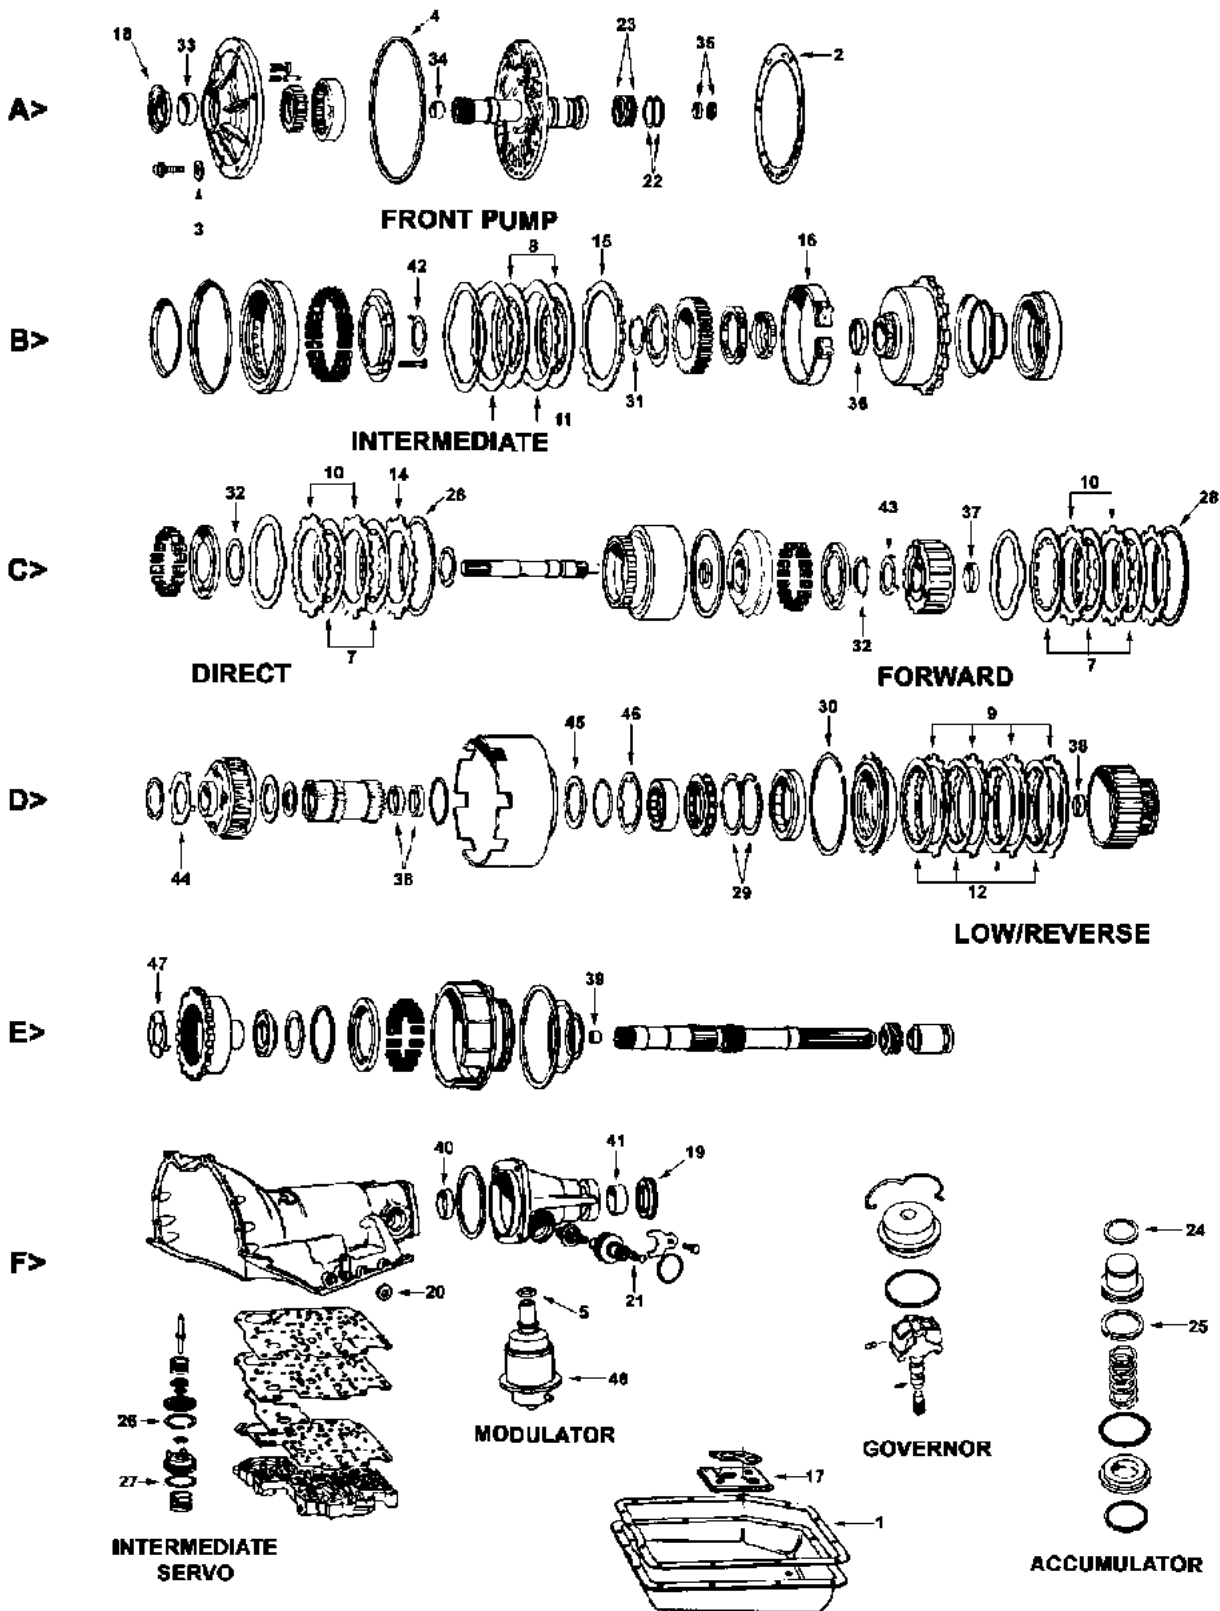 4
18 33 23 35 2
34
A>
22
3
FRONT PUMP
8 15 16
42
B>
31 36
11
INTERMEDIATE
10 14
32 28
10
43 37 28
C>
32
7 7
DIRECT FORWARD
45 46 30 9
38
D>
44 38 29 12
LOW/REVERSE
47 39
E>
40 41 19
24
F>
20 5 21
25
46
26
MODULATOR
GOVERNOR
27 17
1
INTERMEDIATE
SERVO
ACCUMULATOR